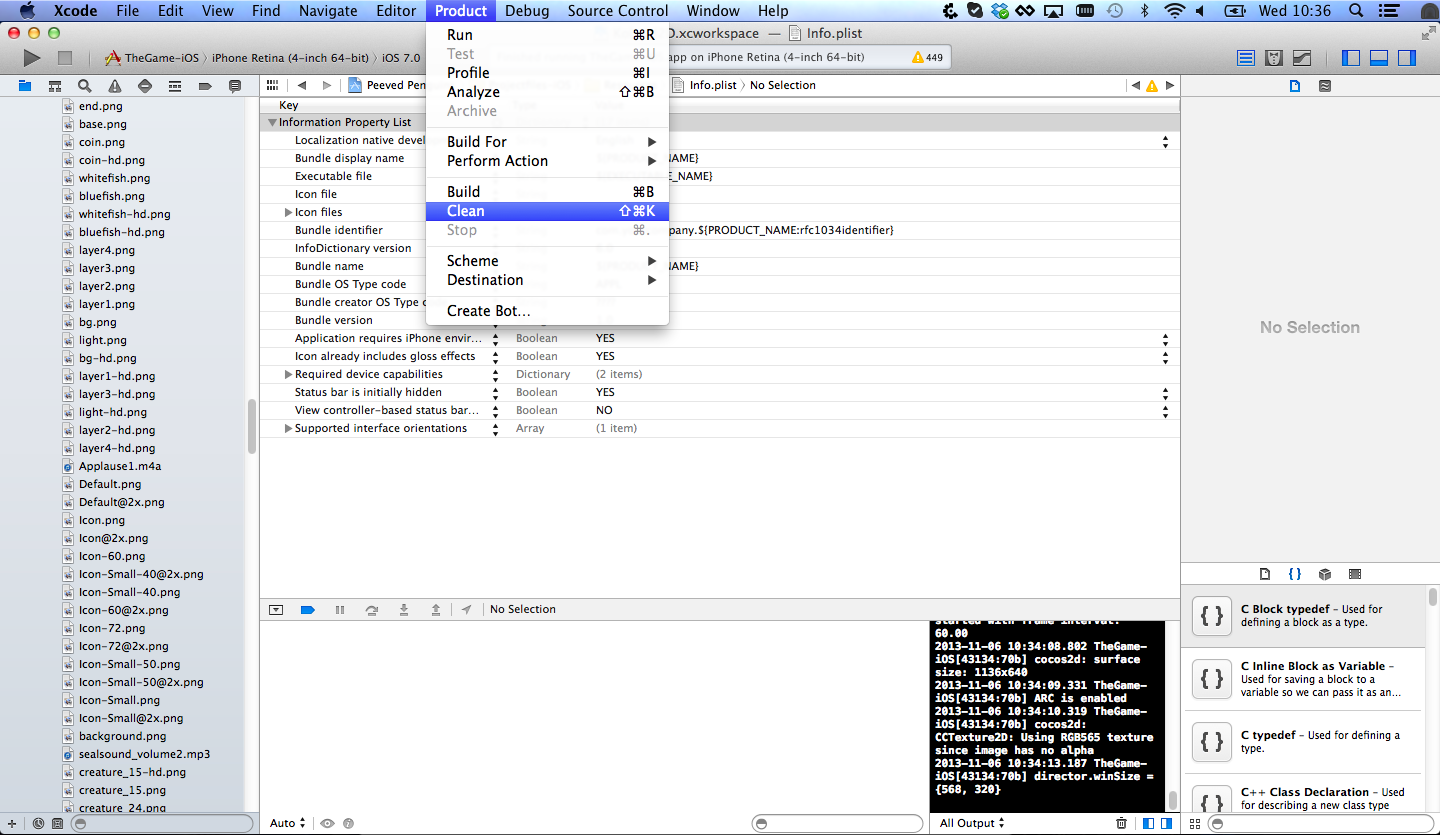 Xcode File Edit View Find Navigate Editor Product Debug Source Control Window Help Wed 10:36
D.xcworkspace — Info.plist
TheGame-iOS iPhone Retina (4-inch 64-bit) iOS 7.0
app on iPhone Retina (4-inch 64-bit) 449
Run ⌘R
Test ⌘U
Profile ⌘I
Analyze ⇧⌘B
Archive
Build For
Perform Action
Build ⌘B
Clean ⇧⌘K
Stop ⌘.
Scheme
Destination
Create Bot...
Peeved Pen
Info.plist No Selection
end.png
base.png
coin.png
coin-hd.png
whitefish.png
bluefish.png
whitefish-hd.png
bluefish-hd.png
layer4.png
layer3.png
layer2.png
layer1.png
bg.png
light.png
bg-hd.png
layer1-hd.png
layer3-hd.png
light-hd.png
layer2-hd.png
layer4-hd.png
Applause1.m4a
Default.png
Default@2x.png
Icon.png
Icon@2x.png
Icon-60.png
Icon-Small-40@2x.png
Icon-Small-40.png
Icon-60@2x.png
Icon-72.png
Icon-72@2x.png
Icon-Small-50.png
Icon-Small-50@2x.png
Icon-Small.png
Icon-Small@2x.png
background.png
sealsound_volume2.mp3
creature_15-hd.png
creature_15.png
creature_24.png
Key
Information Property List
Localization native devel
Bundle display name NAME}
Executable file E_NAME}
Icon file
Icon files
Bundle identifier pany.${PRODUCT_NAME:rfc1034identifier}
InfoDictionary version
Bundle name NAME}
Bundle OS Type code
Bundle creator OS Type c
Bundle version
Application requires iPhone envir... Boolean YES
Icon already includes gloss effects Boolean YES
Required device capabilities Dictionary (2 items)
Status bar is initially hidden Boolean YES
View controller-based status bar... Boolean NO
Supported interface orientations Array (1 item)
No Selection
No Selection
started with frame interval:
60.00
2013-11-06 10:34:08.802 TheGame-
iOS[43134:70b] cocos2d: surface
size: 1136x640
2013-11-06 10:34:09.331 TheGame-
iOS[43134:70b] ARC is enabled
2013-11-06 10:34:10.319 TheGame-
iOS[43134:70b] cocos2d:
CCTexture2D: Using RGB565 texture
since image has no alpha
2013-11-06 10:34:13.187 TheGame-
iOS[43134:70b] director.winSize =
{568, 320}
Auto
All Output
C Block typedef – Used for
defining a block as a type.
C Inline Block as Variable –
Used for saving a block to a
variable so we can pass it as an...
C typedef – Used for defining a
type.
C++ Class Declaration – Used
for describing a new class type